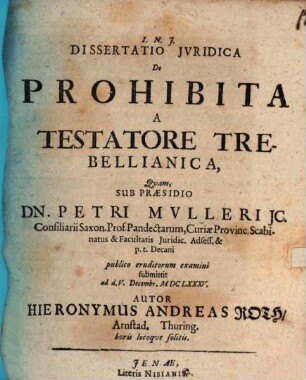 I. N. J.
DISSERTATIO JVRIDICA
De
PROHIBITA
A
TESTATORE TRE-
BELLIANICA,
Quam,
SUB PRÆSIDIO
DN. PETRI MVLLERI JC.
Consiliarii Saxon. Prof. Pandectarum, Curiæ Provinc. Scabi-
natus & Facultatis Juridic. Assess. &
p. t. Decani
publico eruditorum examini
submittit
ad d. V. Decembr. MDCLXXXV.
AUTOR
HIERONYMUS ANDREAS ROTH/
Arnstad, Thuring.
horis locoque solitis.
JENAE,
Literis NISIANIS.